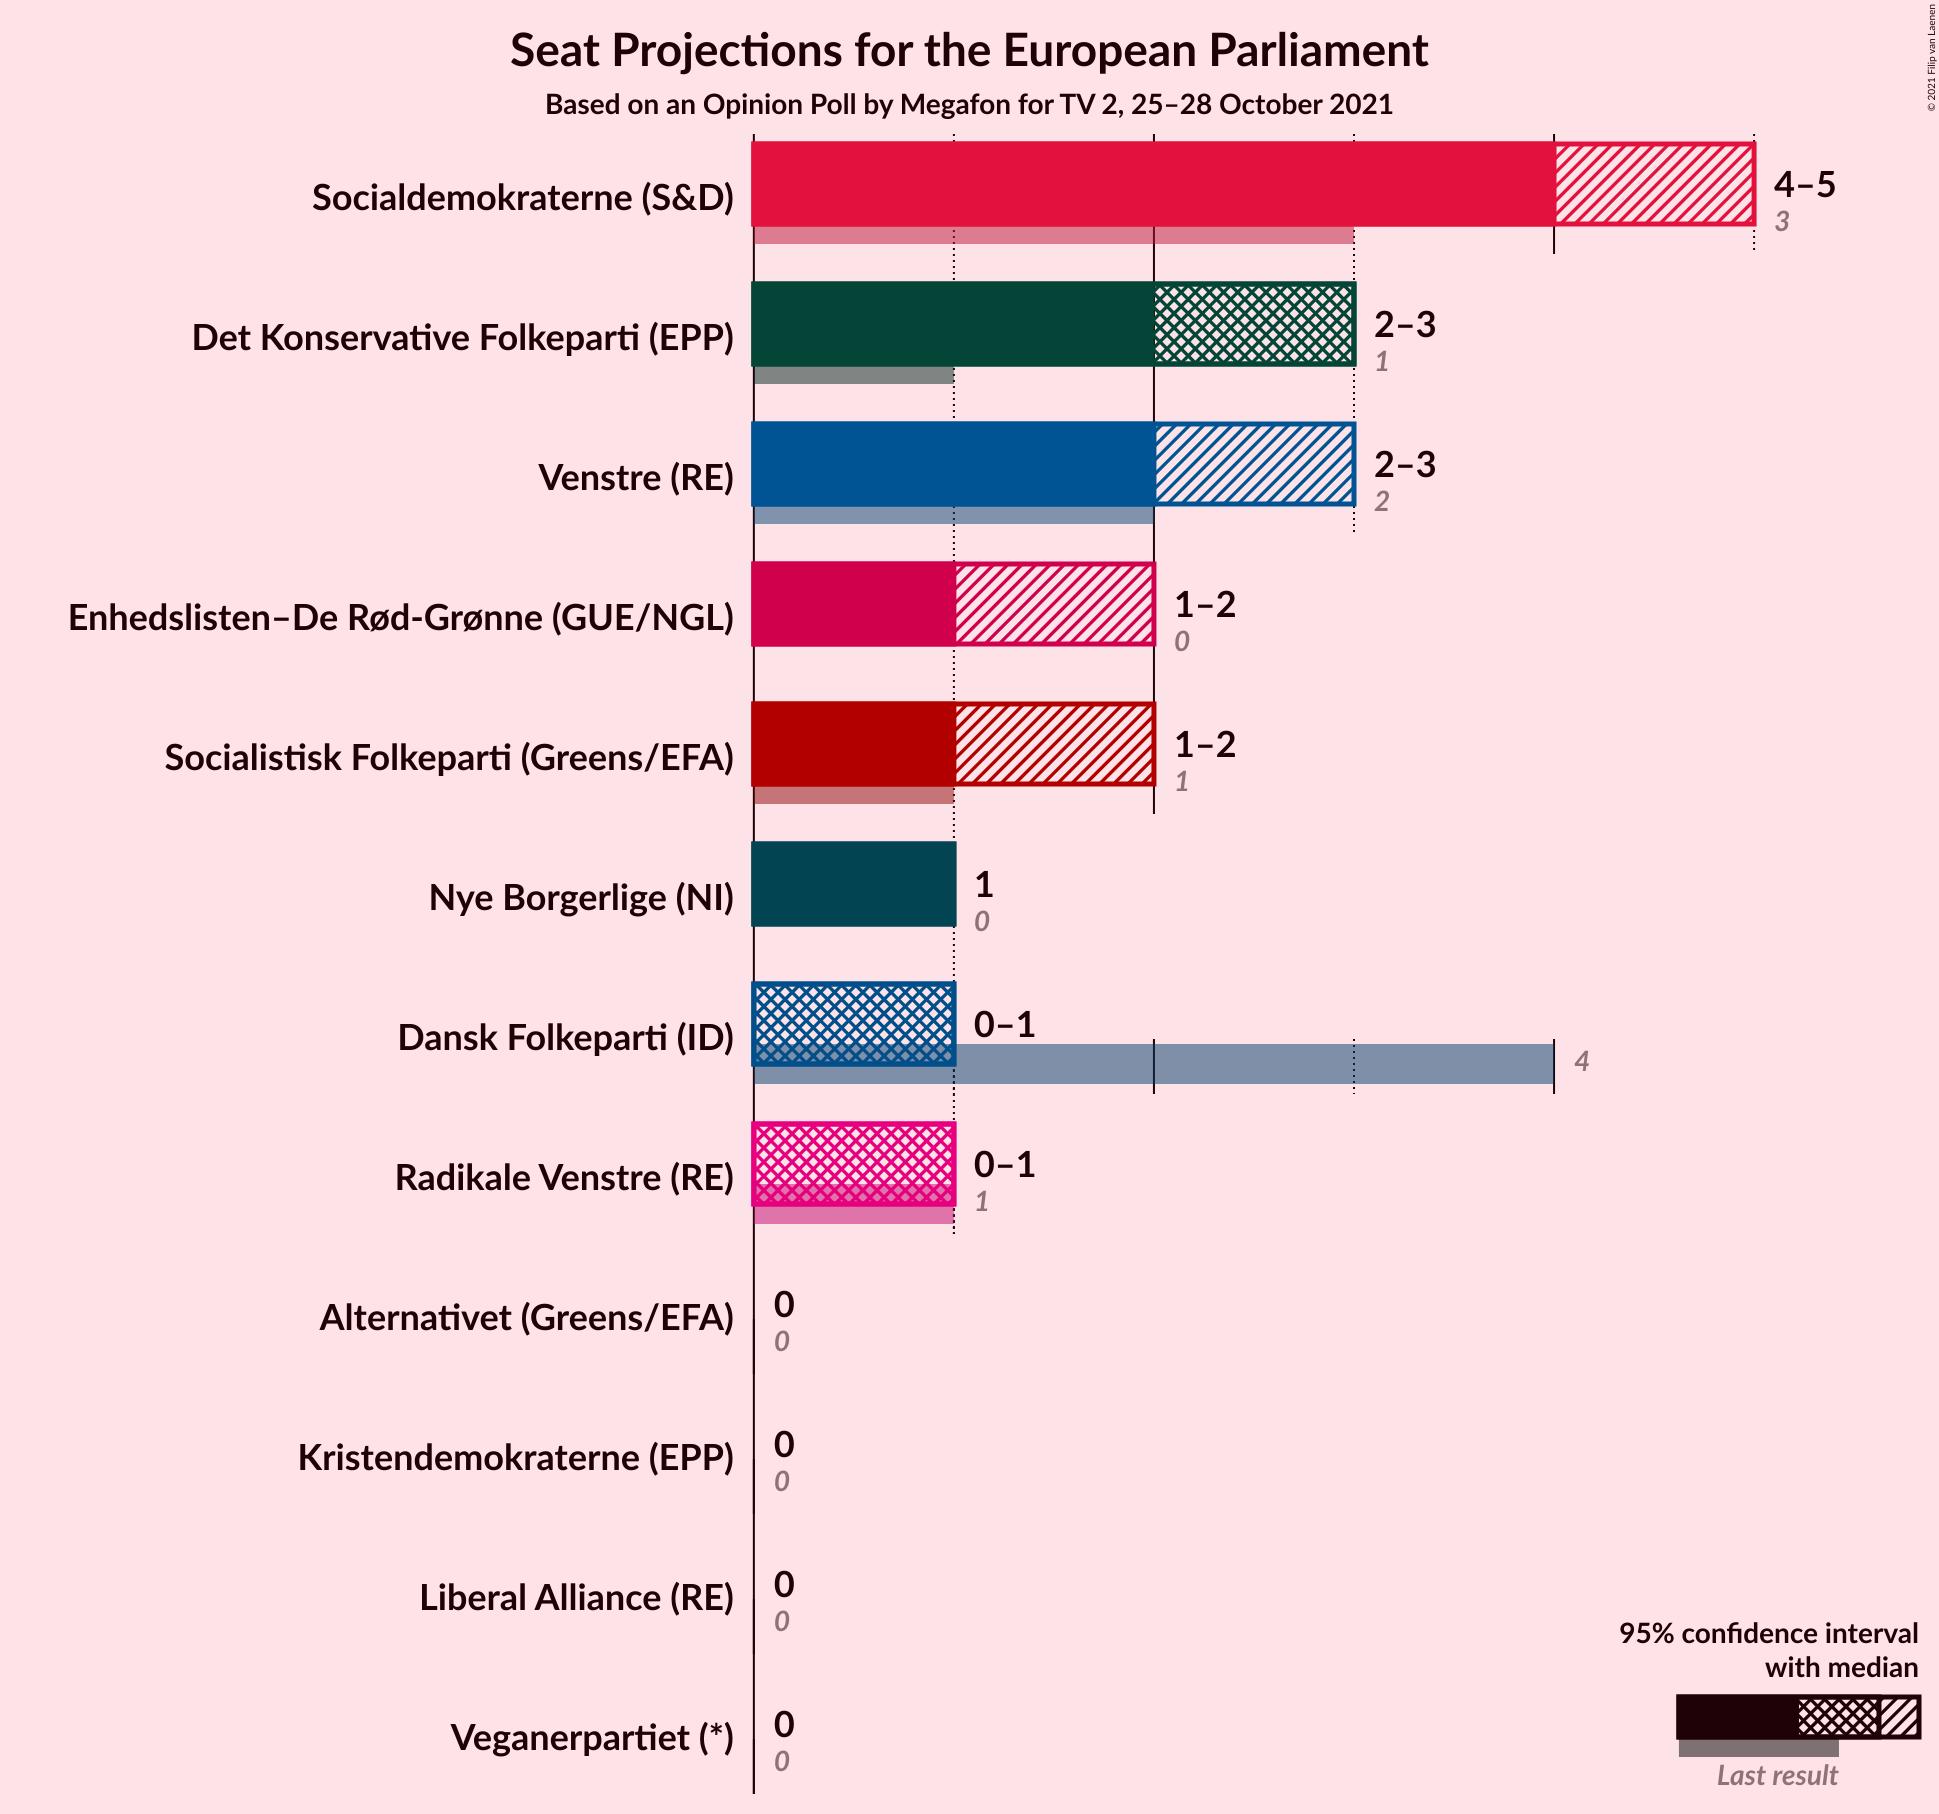 Seat Projections for the European Parliament
Based on an Opinion Poll by Megafon for TV 2, 25–28 October 2021
© 2021 Filip van Laenen
Socialdemokraterne (S&D)
4–5
3
Det Konservative Folkeparti (EPP)
2–3
1
Venstre (RE)
2–3
2
Enhedslisten–De Rød-Grønne (GUE/NGL)
1–2
0
Socialistisk Folkeparti (Greens/EFA)
1–2
1
Nye Borgerlige (NI)
1
0
Dansk Folkeparti (ID)
0–1
4
Radikale Venstre (RE)
0–1
1
Alternativet (Greens/EFA)
0
0
Kristendemokraterne (EPP)
0
0
Liberal Alliance (RE)
0
0
Veganerpartiet (*)
0
0
95% confidence interval
with median
Last result